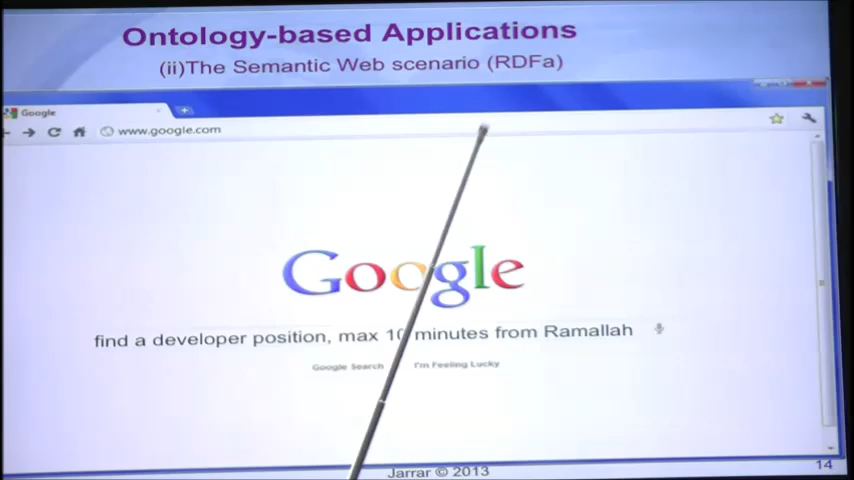 Ontology-based Applications
(ii)The Semantic Web scenario (RDFa)
Google
www.google.com
Google
find a developer position, max 10 minutes from Ramallah
Google Search I'm Feeling Lucky
Jarrar © 2013
14